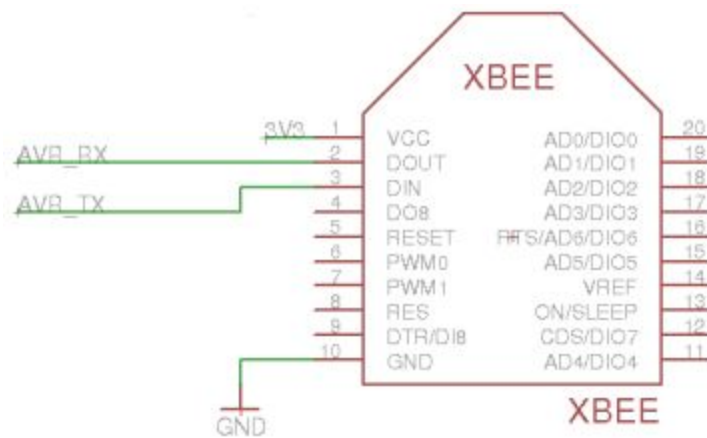 XBEE
3V3 1 VCC AD0/DIO0 20
AVR_RX 2 DOUT AD1/DIO1 19
3 DIN AD2/DIO2 18
AVR_TX 4 DO8 AD3/DIO3 17
5 RESET RTS/AD6/DIO6 16
6 PWM0 AD5/DIO5 15
7 PWM1 VREF 14
8 RES ON/SLEEP 13
9 DTR/DI8 CDS/DIO7 12
10 GND AD4/DIO4 11
XBEE
GND